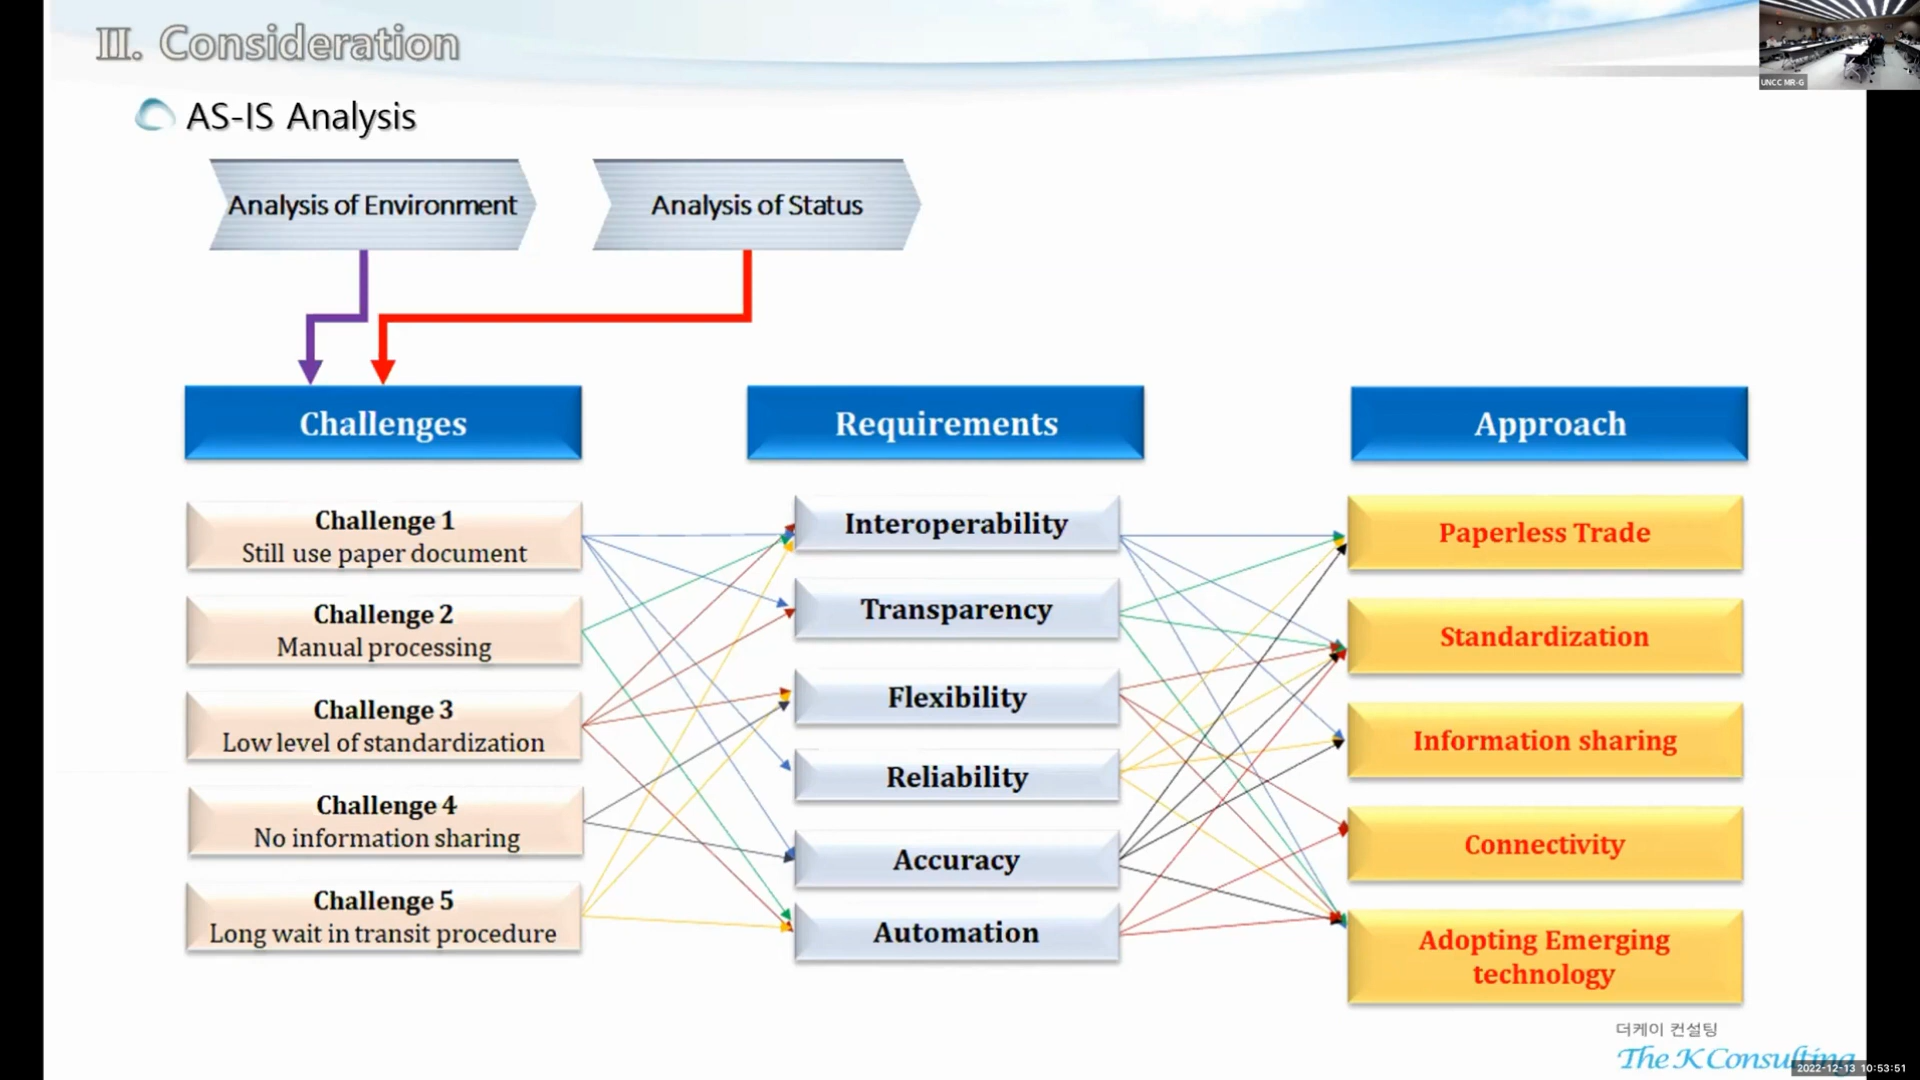 III. Consideration
UNCC MR-G
AS-IS Analysis
Analysis of Environment
Analysis of Status
Challenges
Requirements
Approach
Challenge 1
Still use paper document
Challenge 2
Manual processing
Challenge 3
Low level of standardization
Challenge 4
No information sharing
Challenge 5
Long wait in transit procedure
Interoperability
Transparency
Flexibility
Reliability
Accuracy
Automation
Paperless Trade
Standardization
Information sharing
Connectivity
Adopting Emerging
technology
더케이 컨설팅
The K Consulting
2022-12-13 10:53:51